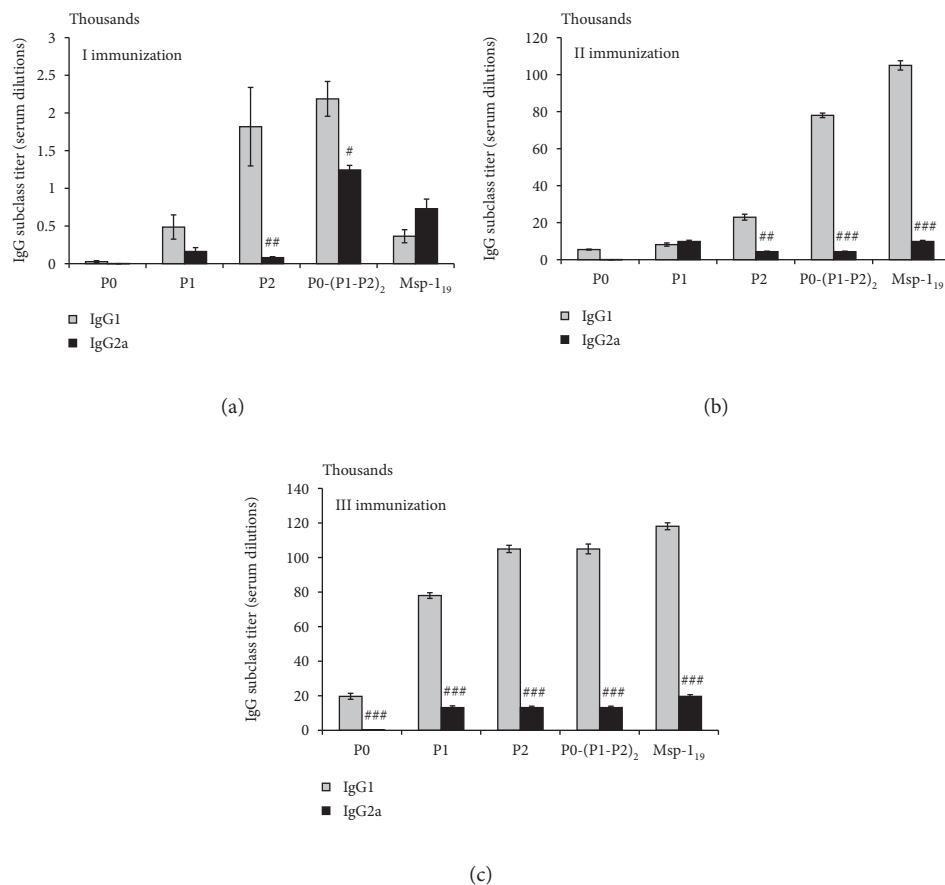 Thousands
I immunization
IgG subclass titer (serum dilutions)
3
2.5
2
1.5
1
0.5
0
#
##
P0
P1
P2
P0-(P1-P2)₂
Msp-1₁₉
IgG1
IgG2a
(a)
Thousands
II immunization
IgG subclass titer (serum dilutions)
120
100
80
60
40
20
0
##
###
###
P0
P1
P2
P0-(P1-P2)₂
Msp-1₁₉
IgG1
IgG2a
(b)
Thousands
III immunization
IgG subclass titer (serum dilutions)
140
120
100
80
60
40
20
0
###
###
###
###
###
P0
P1
P2
P0-(P1-P2)₂
Msp-1₁₉
IgG1
IgG2a
(c)